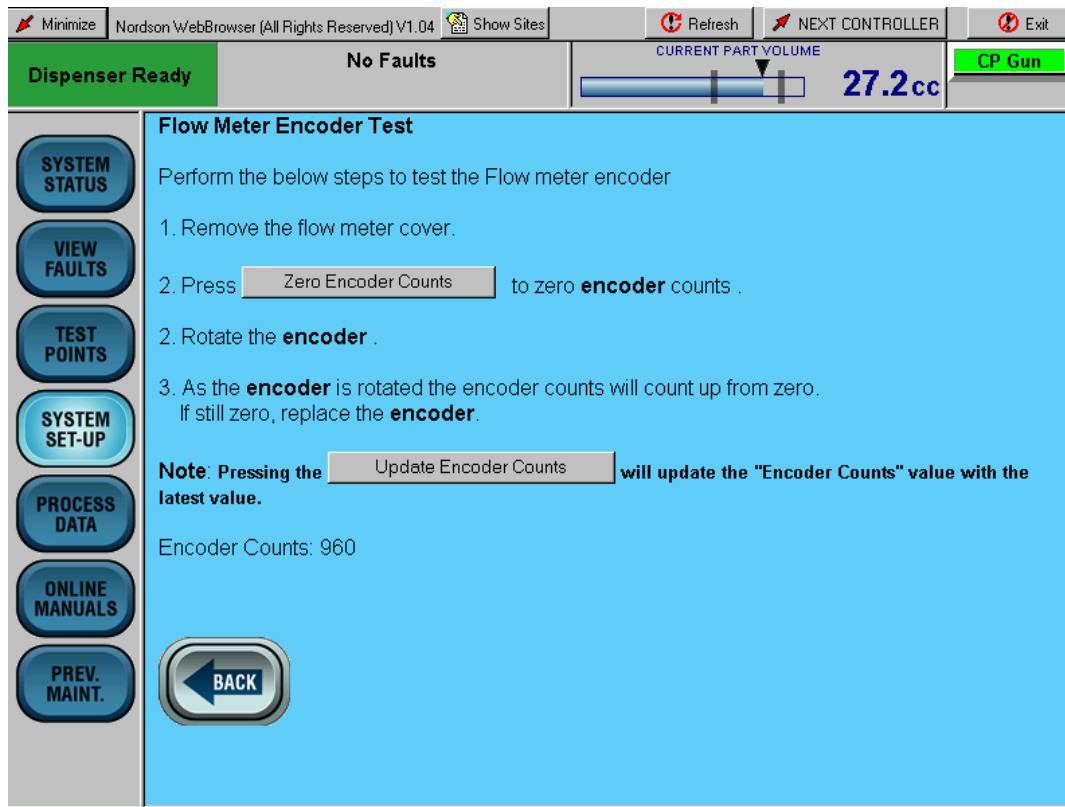 Minimize
Nordson WebBrowser (All Rights Reserved) V1.04
Show Sites
Refresh
NEXT CONTROLLER
Exit
Dispenser Ready
No Faults
CURRENT PART VOLUME
27.2cc
CP Gun
SYSTEM
STATUS
VIEW
FAULTS
TEST
POINTS
SYSTEM
SET-UP
PROCESS
DATA
ONLINE
MANUALS
PREV.
MAINT.
Flow Meter Encoder Test
Perform the below steps to test the Flow meter encoder
1. Remove the flow meter cover.
2. Press Zero Encoder Counts to zero encoder counts .
2. Rotate the encoder .
3. As the encoder is rotated the encoder counts will count up from zero.
If still zero, replace the encoder.
Note: Pressing the Update Encoder Counts will update the "Encoder Counts" value with the
latest value.
Encoder Counts: 960
BACK